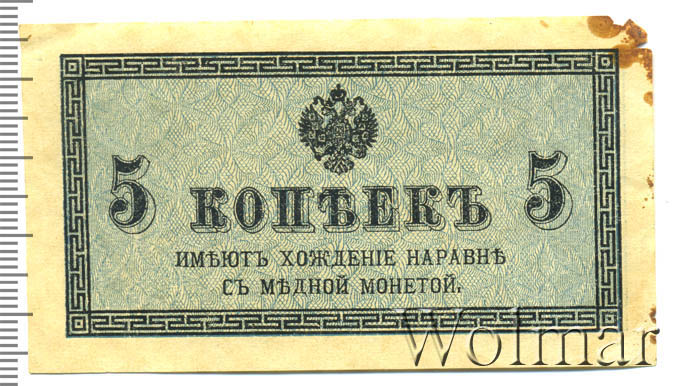 5 КОПѢЕКЪ 5
ИМѢЮТЪ ХОЖДЕНІЕ НАРАВНѢ
СЪ МѢДНОЙ МОНЕТОЙ.
Wolmar